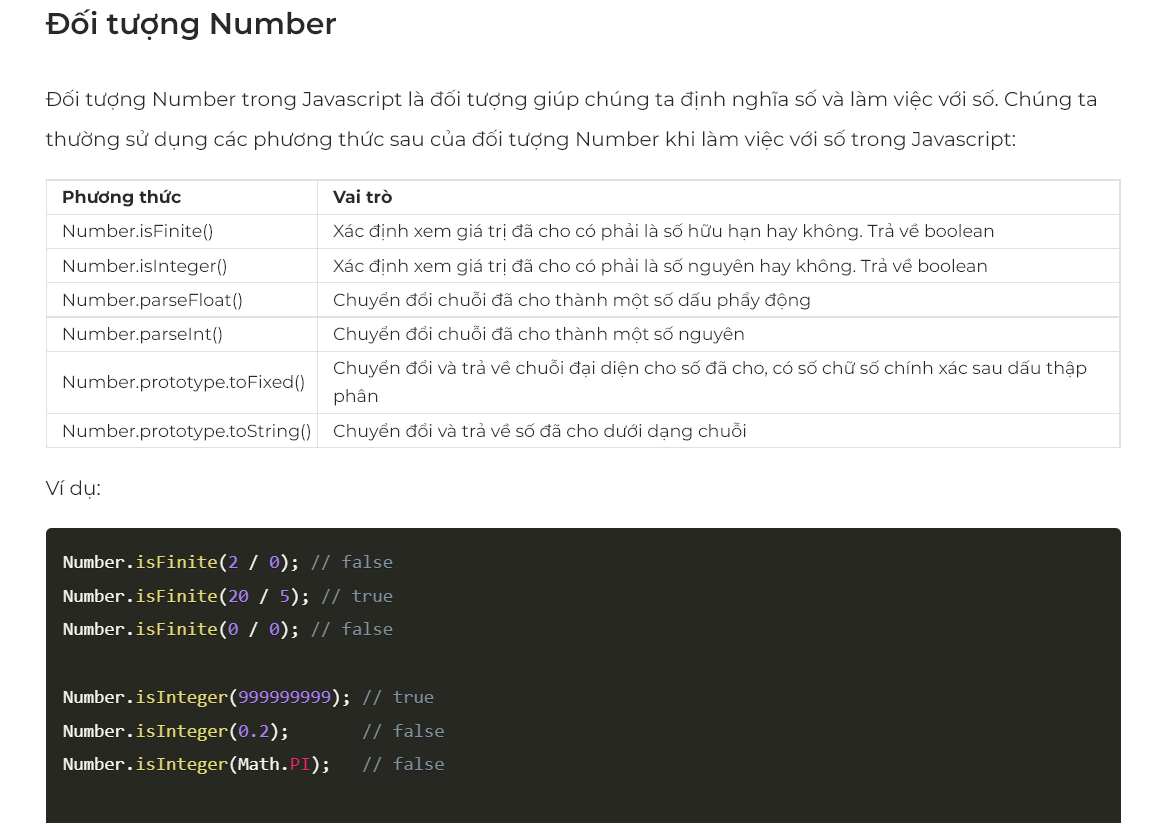 Đối tượng Number
Đối tượng Number trong Javascript là đối tượng giúp chúng ta định nghĩa số và làm việc với số. Chúng ta
thường sử dụng các phương thức sau của đối tượng Number khi làm việc với số trong Javascript:
Phương thức Vai trò
Number.isFinite() Xác định xem giá trị đã cho có phải là số hữu hạn hay không. Trả về boolean
Number.isInteger() Xác định xem giá trị đã cho có phải là số nguyên hay không. Trả về boolean
Number.parseFloat() Chuyển đổi chuỗi đã cho thành một số dấu phẩy động
Number.parseInt() Chuyển đổi chuỗi đã cho thành một số nguyên
Number.prototype.toFixed() Chuyển đổi và trả về chuỗi đại diện cho số đã cho, có số chữ số chính xác sau dấu thập
phân
Number.prototype.toString() Chuyển đổi và trả về số đã cho dưới dạng chuỗi
Ví dụ:
Number.isFinite(2 / 0); // false
Number.isFinite(20 / 5); // true
Number.isFinite(0 / 0); // false
Number.isInteger(999999999); // true
Number.isInteger(0.2); // false
Number.isInteger(Math.PI); // false